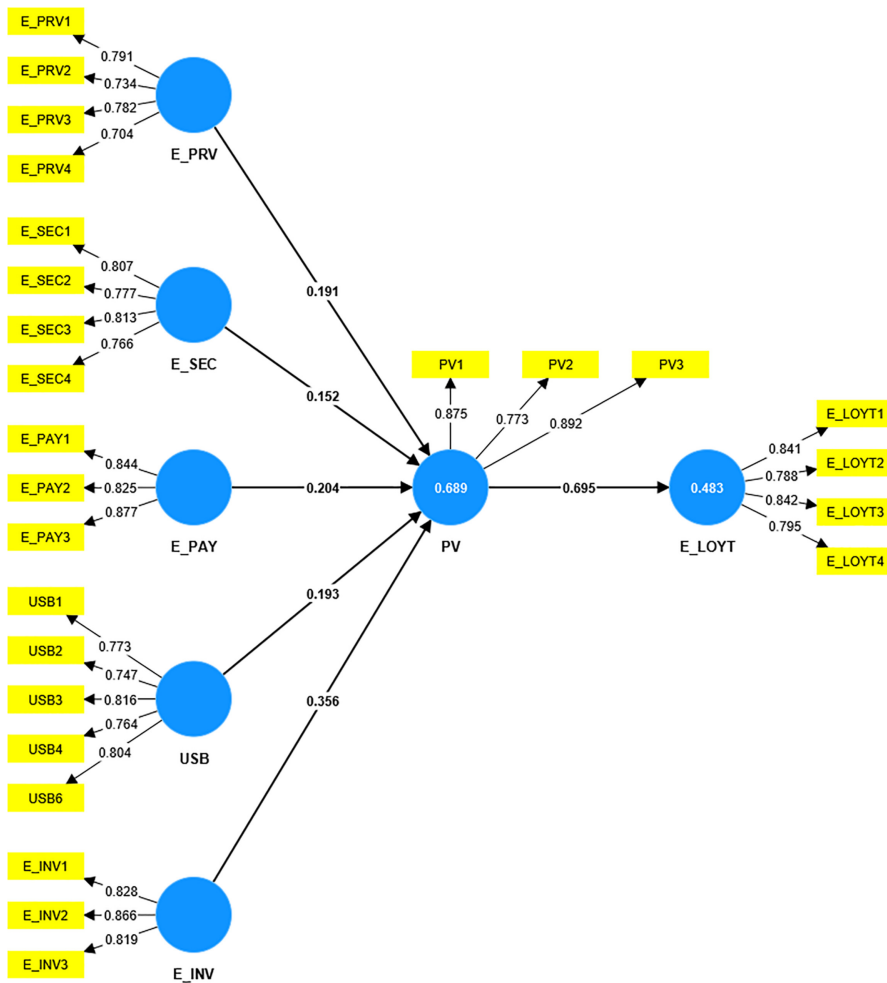 E_PRV1
0.791
E_PRV2
0.734
E_PRV3
0.782
0.704
E_PRV4
E_PRV
E_SEC1
0.807
E_SEC2
0.777
E_SEC3
0.813
0.766
E_SEC4
E_SEC
E_PAY1
0.844
E_PAY2
0.825
0.877
E_PAY3
E_PAY
USB1
0.773
USB2
0.747
USB3
0.816
0.764
USB4
0.804
USB6
USB
E_INV1
0.828
E_INV2
0.866
0.819
E_INV3
E_INV
0.191
0.152
0.204
0.193
0.356
PV1
PV2
PV3
0.875
0.773
0.892
0.689
PV
0.695
0.483
E_LOYT
E_LOYT1
0.841
E_LOYT2
0.788
0.842
E_LOYT3
0.795
E_LOYT4